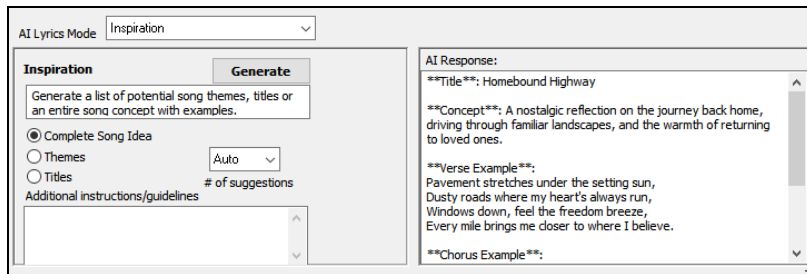 AI Lyrics Mode
Inspiration
Inspiration
Generate
Generate a list of potential song themes, titles or
an entire song concept with examples.
Complete Song Idea
Themes
Titles
Auto
# of suggestions
Additional instructions/guidelines
AI Response:
**Title**: Homebound Highway
**Concept**: A nostalgic reflection on the journey back home,
driving through familiar landscapes, and the warmth of returning
to loved ones.
**Verse Example**:
Pavement stretches under the setting sun,
Dusty roads where my heart's always run,
Windows down, feel the freedom breeze,
Every mile brings me closer to where I believe.
**Chorus Example**: